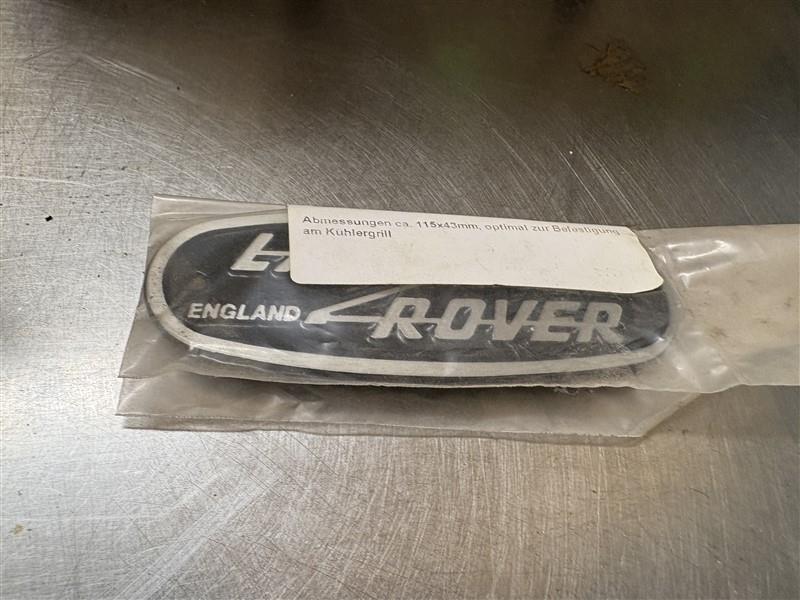 Abmessungen ca. 115x43mm, optimal zur Befestigung
am Kühlergrill
ENGLAND ROVER